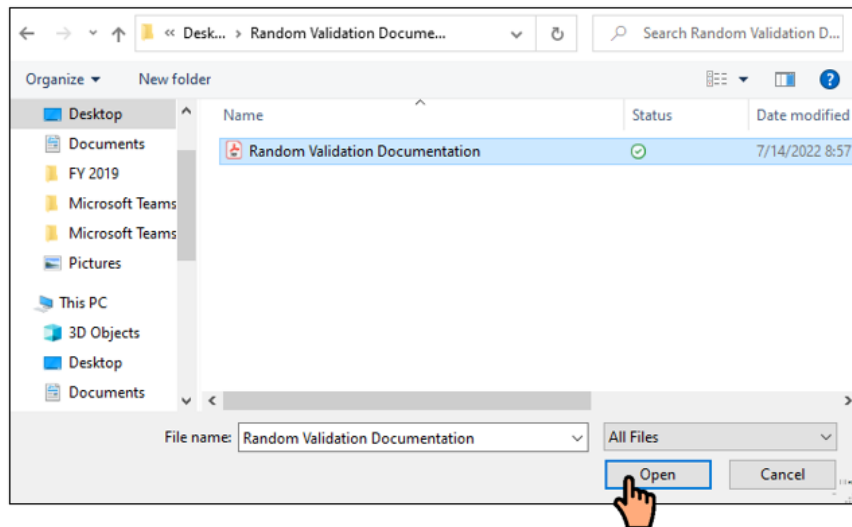 « Desk... › Random Validation Docume...
Search Random Validation D...
Organize
New folder
Name
Status
Date modified
Desktop
Documents
FY 2019
Microsoft Teams
Microsoft Teams
Pictures
This PC
3D Objects
Desktop
Documents
Random Validation Documentation
7/14/2022 8:57
File name:
Random Validation Documentation
All Files
Open
Cancel